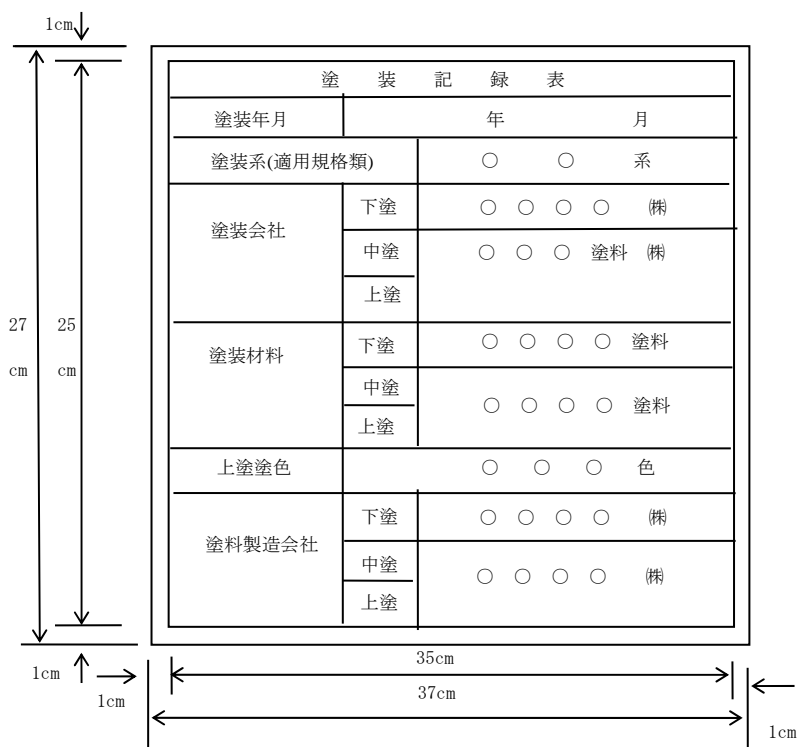 1cm
塗 装 記 録 表
塗装年月 年 月
塗装系(適用規格類) ○ ○ 系
塗装会社
下塗 ○ ○ ○ ○ ㈱
中塗 ○ ○ ○ 塗料 ㈱
上塗
27
cm
25
cm
塗装材料
下塗 ○ ○ ○ ○ 塗料
中塗
上塗
○ ○ ○ ○ 塗料
上塗塗色 ○ ○ ○ 色
塗料製造会社
下塗 ○ ○ ○ ○ ㈱
中塗
上塗
○ ○ ○ ○ ㈱
1cm
1cm
35cm
37cm
1cm